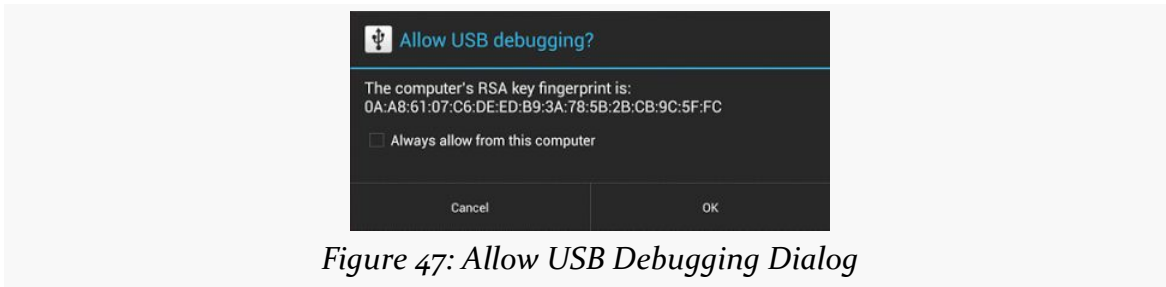 Allow USB debugging?
The computer's RSA key fingerprint is:
0A:A8:61:07:C6:DE:ED:B9:3A:78:5B:2B:CB:9C:5F:FC
Always allow from this computer
Cancel OK
Figure 47: Allow USB Debugging Dialog